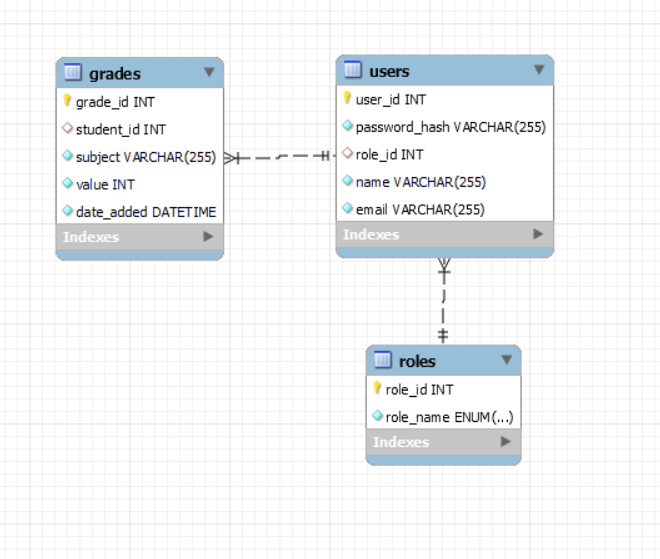 grades
grade_id INT
student_id INT
subject VARCHAR(255)
value INT
date_added DATETIME
Indexes
users
user_id INT
password_hash VARCHAR(255)
role_id INT
name VARCHAR(255)
email VARCHAR(255)
Indexes
roles
role_id INT
role_name ENUM(...)
Indexes